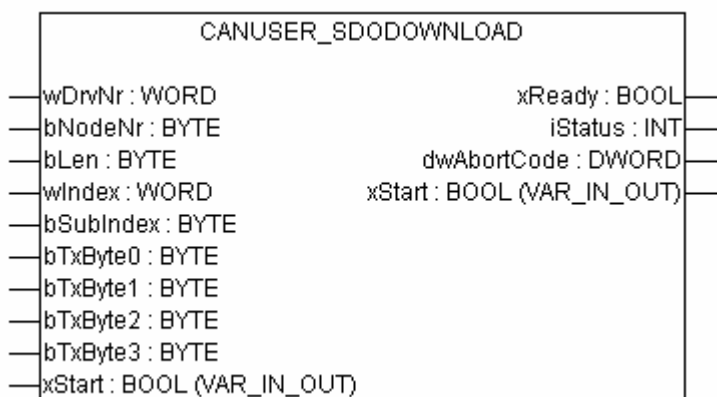 CANUSER_SDODOWNLOAD
wDrvNr : WORD xReady : BOOL
bNodeNr : BYTE iStatus : INT
bLen : BYTE dwAbortCode : DWORD
wIndex : WORD xStart : BOOL (VAR_IN_OUT)
bSubIndex : BYTE
bTxByte0 : BYTE
bTxByte1 : BYTE
bTxByte2 : BYTE
bTxByte3 : BYTE
xStart : BOOL (VAR_IN_OUT)